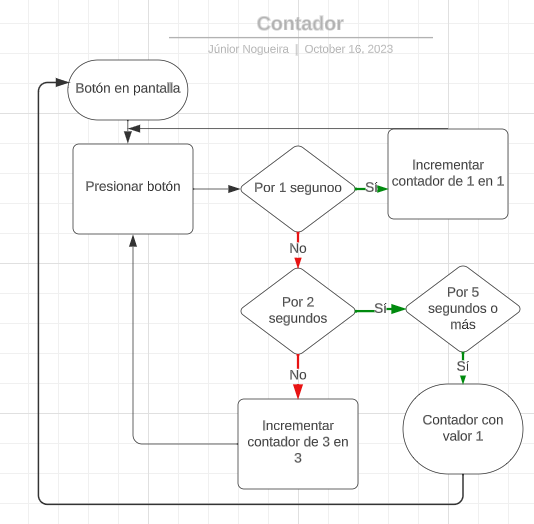 Contador
Júnior Nogueira | October 16, 2023
Botón en pantalla
Presionar botón
Por 1 segunoo
Sí
Incrementar
contador de 1 en 1
No
Por 2
segundos
Sí
Por 5
segundos o
más
No
Sí
Incrementar
contador de 3 en
3
Contador con
valor 1